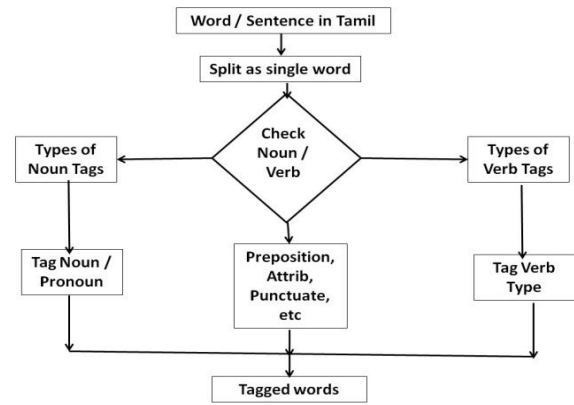 Word / Sentence in Tamil
Split as single word
Check
Noun /
Verb
Types of
Noun Tags
Types of
Verb Tags
Tag Noun /
Pronoun
Preposition,
Attrib,
Punctuate,
etc
Tag Verb
Type
Tagged words